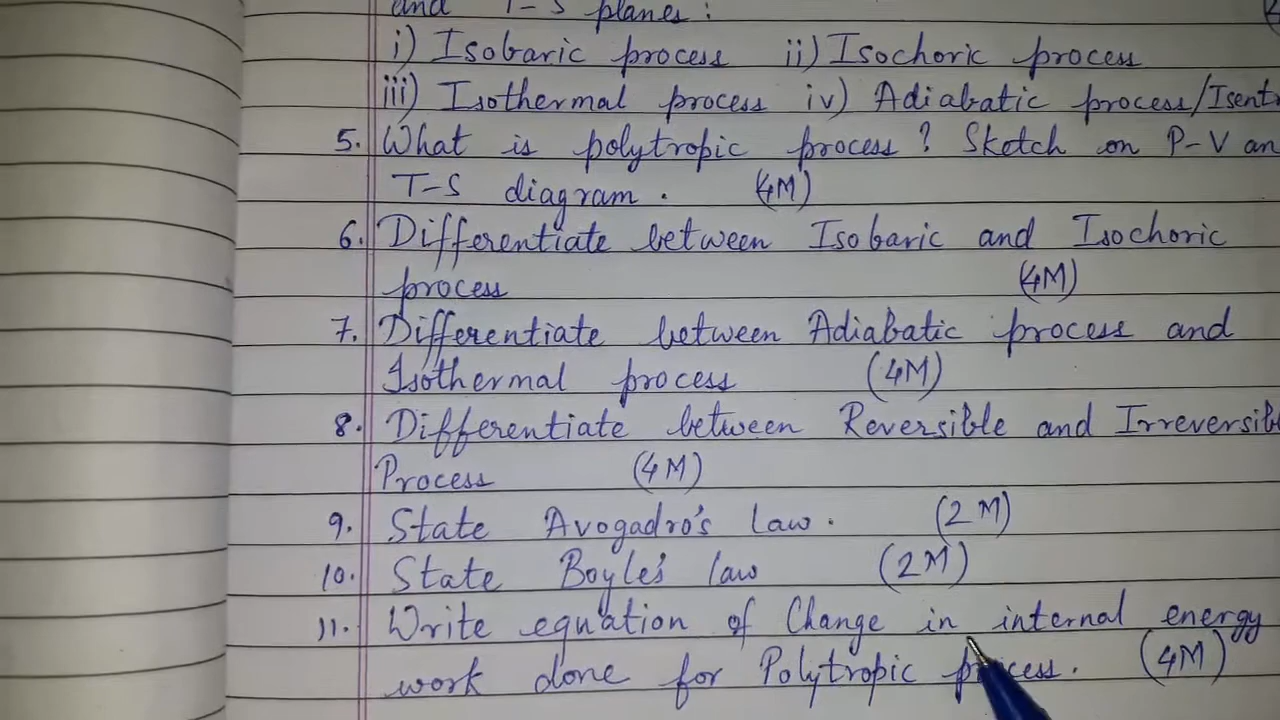 and T-S planes:
i) Isobaric process ii) Isochoric process
iii) Isothermal process iv) Adiabatic process/Isent
5. What is polytropic process? Sketch on P-V an
T-S diagram. (4M)
6. Differentiate between Isobaric and Isochoric
process (4M)
7. Differentiate between Adiabatic process and
Isothermal process (4M)
8. Differentiate between Reversible and Irreversib
Process (4M)
9. State Avogadro's law. (2M)
10. State Boyle's law (2M)
11. Write equation of Change in internal energy
work done for Polytropic process. (4M)